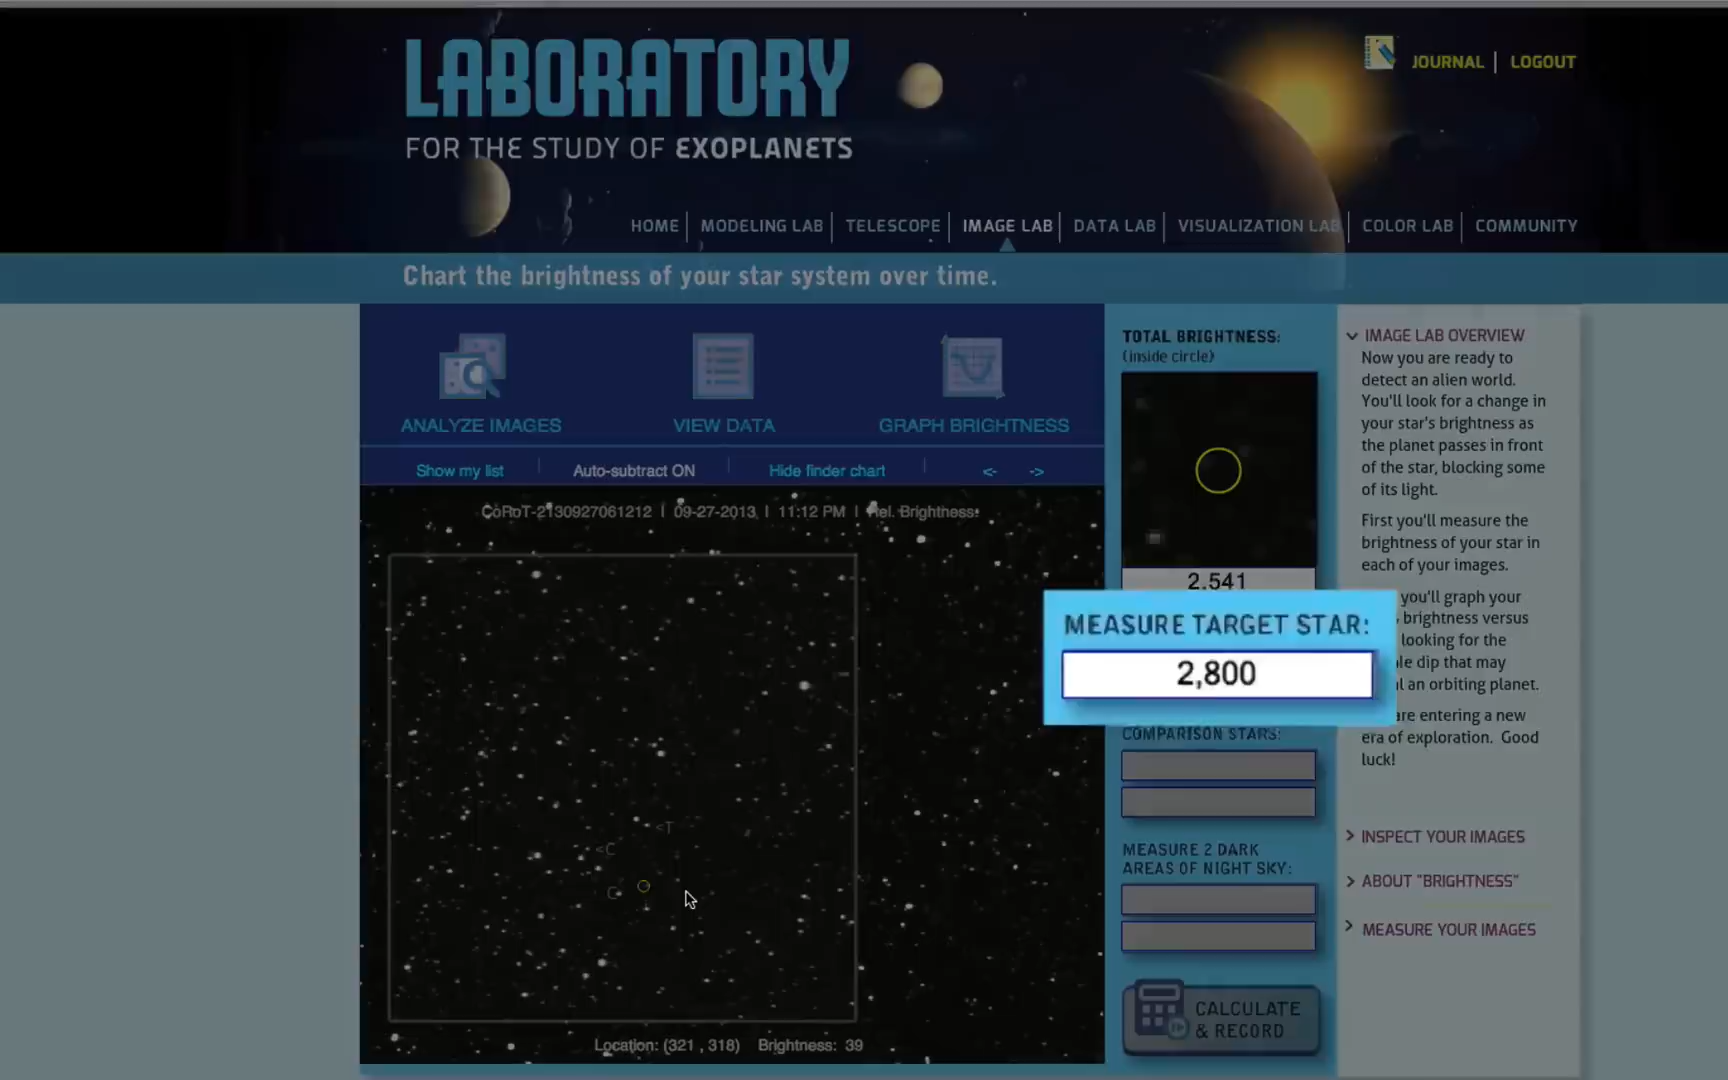 LABORATORY
FOR THE STUDY OF EXOPLANETS
JOURNAL | LOGOUT
HOME | MODELING LAB | TELESCOPE | IMAGE LAB | DATA LAB | VISUALIZATION LAB | COLOR LAB | COMMUNITY
Chart the brightness of your star system over time.
ANALYZE IMAGES
VIEW DATA
GRAPH BRIGHTNESS
Show my list
Auto-subtract ON
Hide finder chart
<- ->
CoRoT-2130927061212 | 09-27-2013 | 11:12 PM | Rel. Brightness:
<T
<C
C
Location: (321 , 318) Brightness: 39
TOTAL BRIGHTNESS:
(inside circle)
2,541
MEASURE TARGET STAR:
2,800
COMPARISON STARS:
MEASURE 2 DARK
AREAS OF NIGHT SKY:
CALCULATE
& RECORD
IMAGE LAB OVERVIEW
Now you are ready to
detect an alien world.
You'll look for a change in
your star's brightness as
the planet passes in front
of the star, blocking some
of its light.
First you'll measure the
brightness of your star in
each of your images.
you'll graph your
brightness versus
looking for the
that may
an orbiting planet.
are entering a new
era of exploration. Good
luck!
> INSPECT YOUR IMAGES
> ABOUT "BRIGHTNESS"
> MEASURE YOUR IMAGES